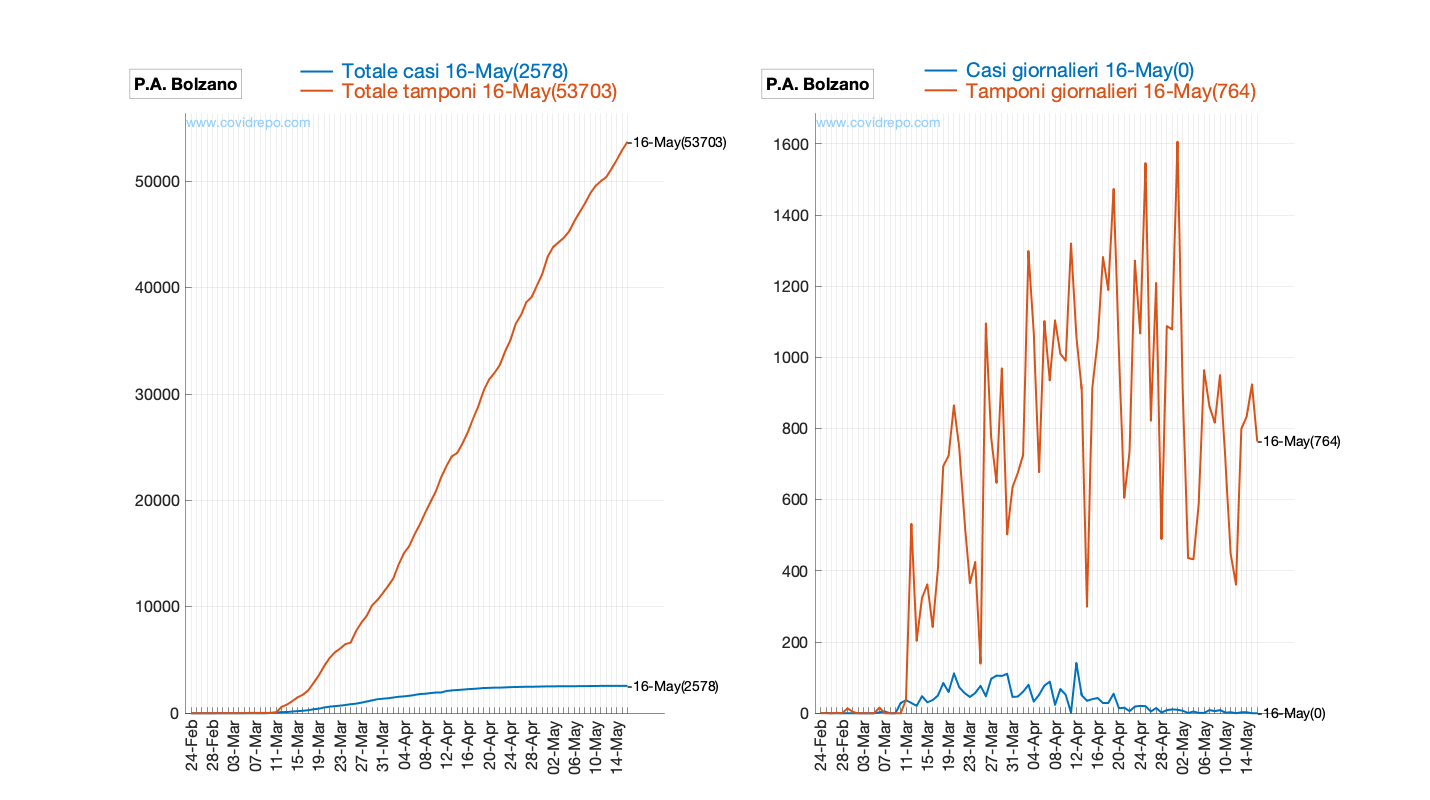 P.A. Bolzano
Totale casi 16-May(2578)
Totale tamponi 16-May(53703)
www.covidrepo.com
16-May(53703)
50000
40000
30000
20000
10000
0
16-May(2578)
24-Feb
28-Feb
03-Mar
07-Mar
11-Mar
15-Mar
19-Mar
23-Mar
27-Mar
31-Mar
04-Apr
08-Apr
12-Apr
16-Apr
20-Apr
24-Apr
28-Apr
02-May
06-May
10-May
14-May
P.A. Bolzano
Casi giornalieri 16-May(0)
Tamponi giornalieri 16-May(764)
www.covidrepo.com
1600
1400
1200
1000
800
600
400
200
0
16-May(764)
16-May(0)
24-Feb
28-Feb
03-Mar
07-Mar
11-Mar
15-Mar
19-Mar
23-Mar
27-Mar
31-Mar
04-Apr
08-Apr
12-Apr
16-Apr
20-Apr
24-Apr
28-Apr
02-May
06-May
10-May
14-May